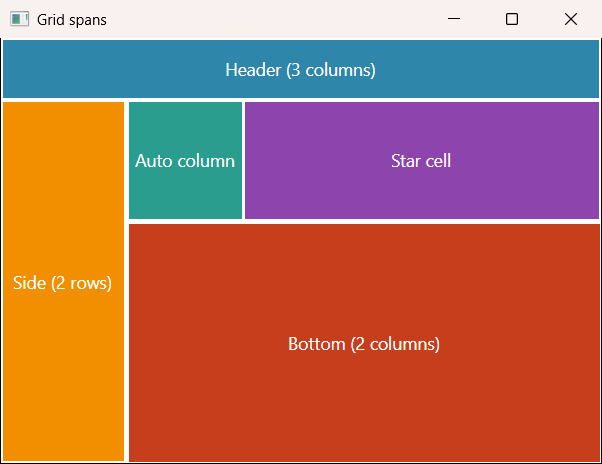 Grid spans
Header (3 columns)
Auto column
Star cell
Side (2 rows)
Bottom (2 columns)